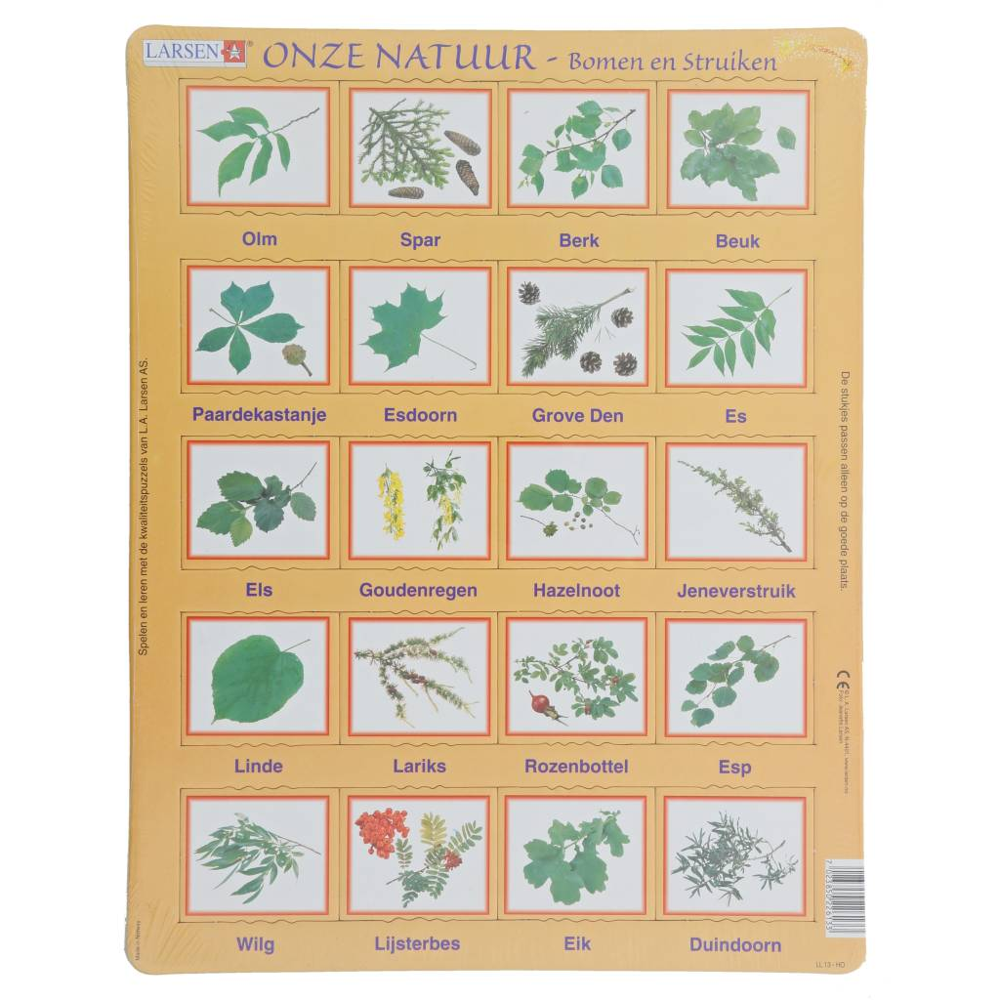 LARSEN ® ONZE NATUUR - Bomen en Struiken
Olm Spar Berk Beuk
Paardekastanje Esdoorn Grove Den Es
Els Goudenregen Hazelnoot Jeneverstruik
Linde Lariks Rozenbottel Esp
Wilg Lijsterbes Eik Duindoorn
Spelen en leren met de kwaliteitspuzzels van L.A. Larsen AS.
De stukjes passen alleen op de goede plaats.
CE
Made in Norway
LL 13 - HO